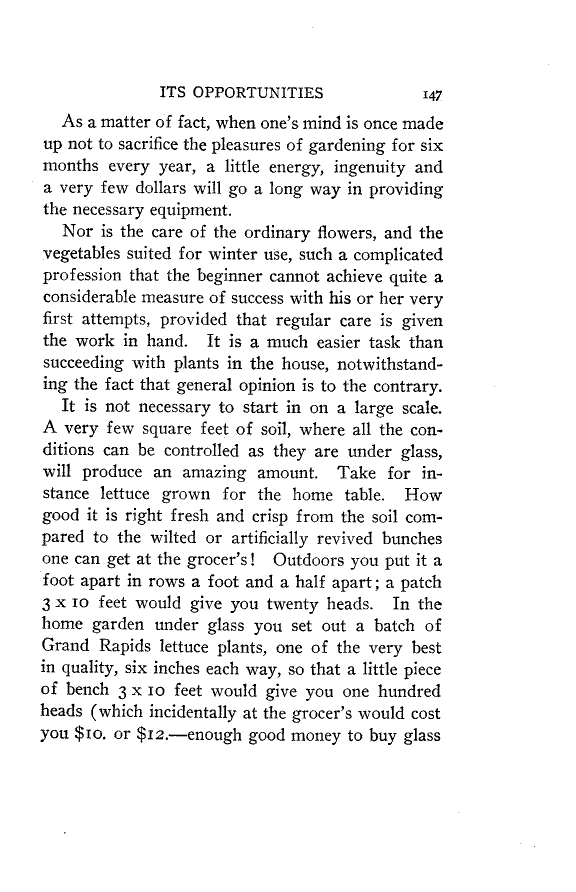 ITS OPPORTUNITIES 147
As a matter of fact, when one's mind is once made
up not to sacrifice the pleasures of gardening for six
months every year, a little energy, ingenuity and
a very few dollars will go a long way in providing
the necessary equipment.
Nor is the care of the ordinary flowers, and the
vegetables suited for winter use, such a complicated
profession that the beginner cannot achieve quite a
considerable measure of success with his or her very
first attempts, provided that regular care is given
the work in hand. It is a much easier task than
succeeding with plants in the house, notwithstand-
ing the fact that general opinion is to the contrary.
It is not necessary to start in on a large scale.
A very few square feet of soil, where all the con-
ditions can be controlled as they are under glass,
will produce an amazing amount. Take for in-
stance lettuce grown for the home table. How
good it is right fresh and crisp from the soil com-
pared to the wilted or artificially revived bunches
one can get at the grocer's! Outdoors you put it a
foot apart in rows a foot and a half apart; a patch
3 x 10 feet would give you twenty heads. In the
home garden under glass you set out a batch of
Grand Rapids lettuce plants, one of the very best
in quality, six inches each way, so that a little piece
of bench 3 x 10 feet would give you one hundred
heads (which incidentally at the grocer's would cost
you $10. or $12.—enough good money to buy glass